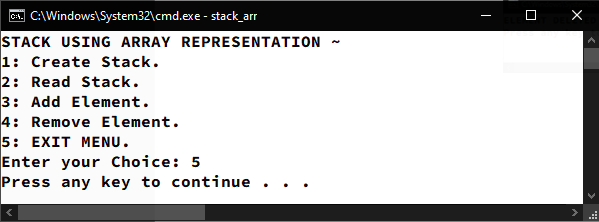 C:\Windows\System32\cmd.exe - stack_arr
STACK USING ARRAY REPRESENTATION ~
1: Create Stack.
2: Read Stack.
3: Add Element.
4: Remove Element.
5: EXIT MENU.
Enter your Choice: 5
Press any key to continue . . .